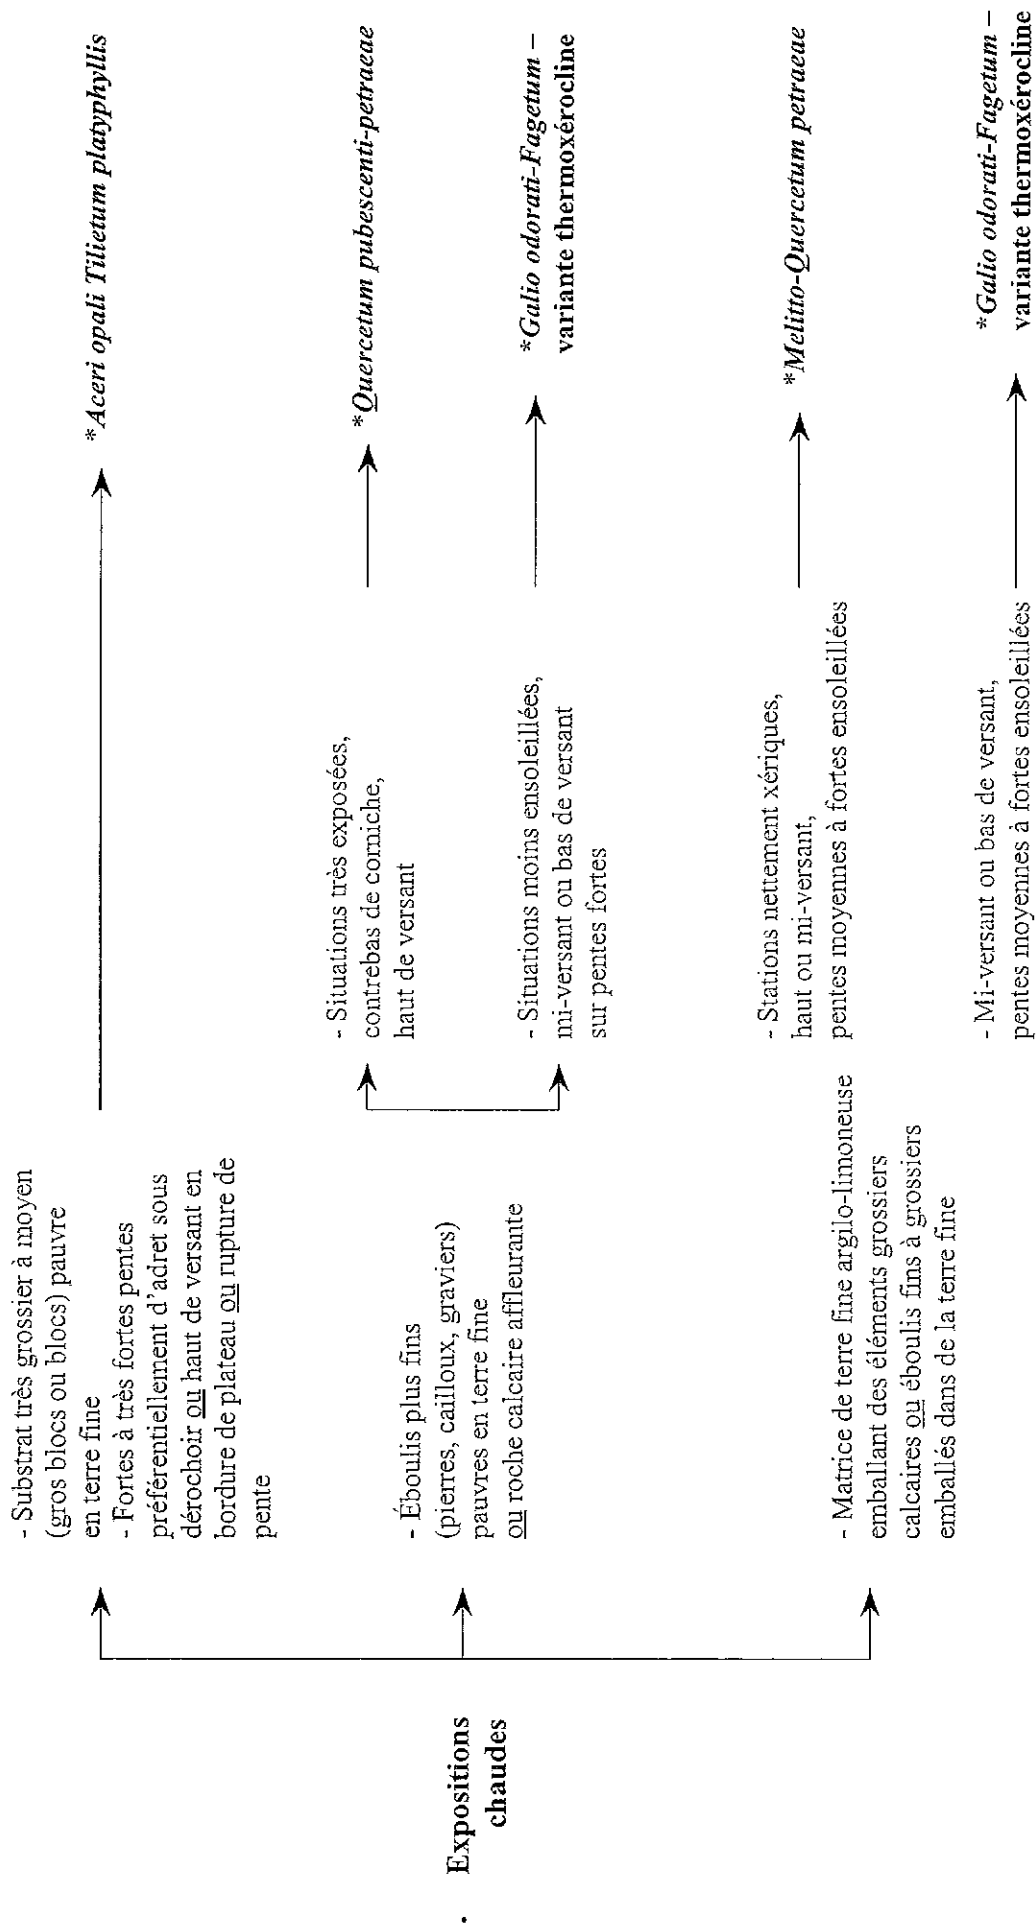 . Expositions
chaudes
- Substrat très grossier à moyen
(gros blocs ou blocs) pauvre
en terre fine
- Fortes à très fortes pentes
préférentiellement d'adret sous
dérochoir ou haut de versant en
bordure de plateau ou rupture de
pente
*Aceri opali Tilietum platyphyllis
- Éboulis plus fins
(pierres, cailloux, graviers)
pauvres en terre fine
ou roche calcaire affleurante
- Situations très exposées,
contrebas de corniche,
haut de versant
*Quercetum pubescenti-petraeae
- Situations moins ensoleillées,
mi-versant ou bas de versant
sur pentes fortes
*Galio odorati-Fagetum –
variante thermoxérocline
- Matrice de terre fine argilo-limoneuse
emballant des éléments grossiers
calcaires ou éboulis fins à grossiers
emballés dans de la terre fine
- Stations nettement xériques,
haut ou mi-versant,
pentes moyennes à fortes ensoleillées
*Melitto-Quercetum petraeae
- Mi-versant ou bas de versant,
pentes moyennes à fortes ensoleillées
*Galio odorati-Fagetum –
variante thermoxérocline